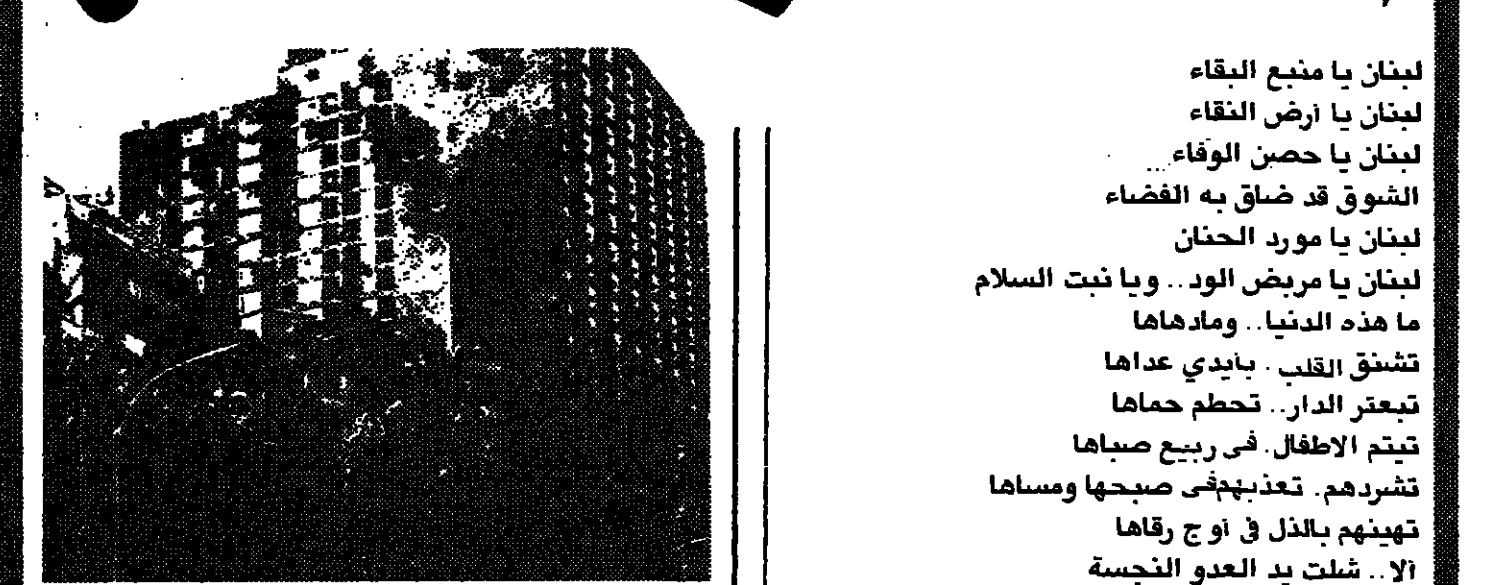 لبنان يا منبع البقاء
لبنان يا أرض النقاء
لبنان يا حصن الوفاء ...
الشوق قد ضاق به الفضاء
لبنان يا مورد الحنان
لبنان يا مربض الود .. ويا نبت السلام
ما هذه الدنيا .. ومادهاها
تشنق القلب . بأيدي عداها
تبعتر الدار .. تحطم حماها
تيتم الاطفال . فى ربيع صباها
تشردهم . تعذبهم فى صبحها ومساها
تهينهم بالذل في أوج رقاها
ألا .. شلت يد العدو النجسة